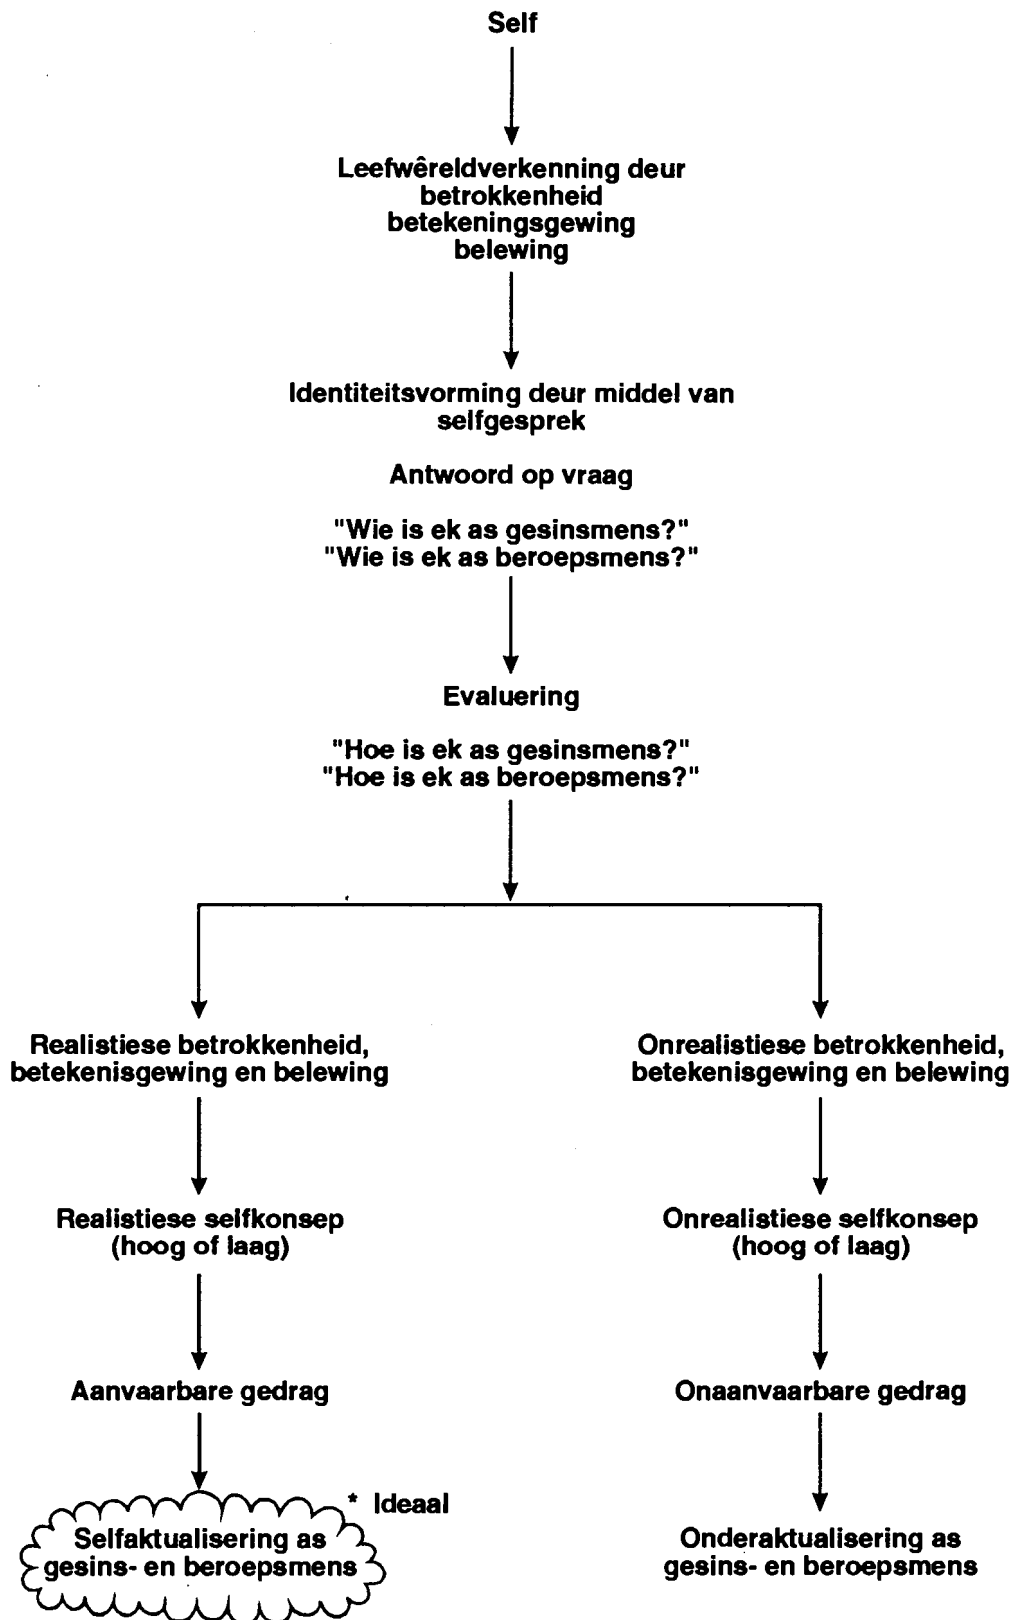 Self
Leefwêreldverkenning deur
betrokkenheid
betekeningsgewing
belewing
Identiteitsvorming deur middel van
selfgesprek
Antwoord op vraag
"Wie is ek as gesinsmens?"
"Wie is ek as beroepsmens?"
Evaluering
"Hoe is ek as gesinsmens?"
"Hoe is ek as beroepsmens?"
Realistiese betrokkenheid,
betekenisgewing en belewing
Realistiese selfkonsep
(hoog of laag)
Aanvaarbare gedrag
* Ideaal
Selfaktualisering as
gesins- en beroepsmens
Onrealistiese betrokkenheid,
betekenisgewing en belewing
Onrealistiese selfkonsep
(hoog of laag)
Onaanvaarbare gedrag
Onderaktualisering as
gesins- en beroepsmens